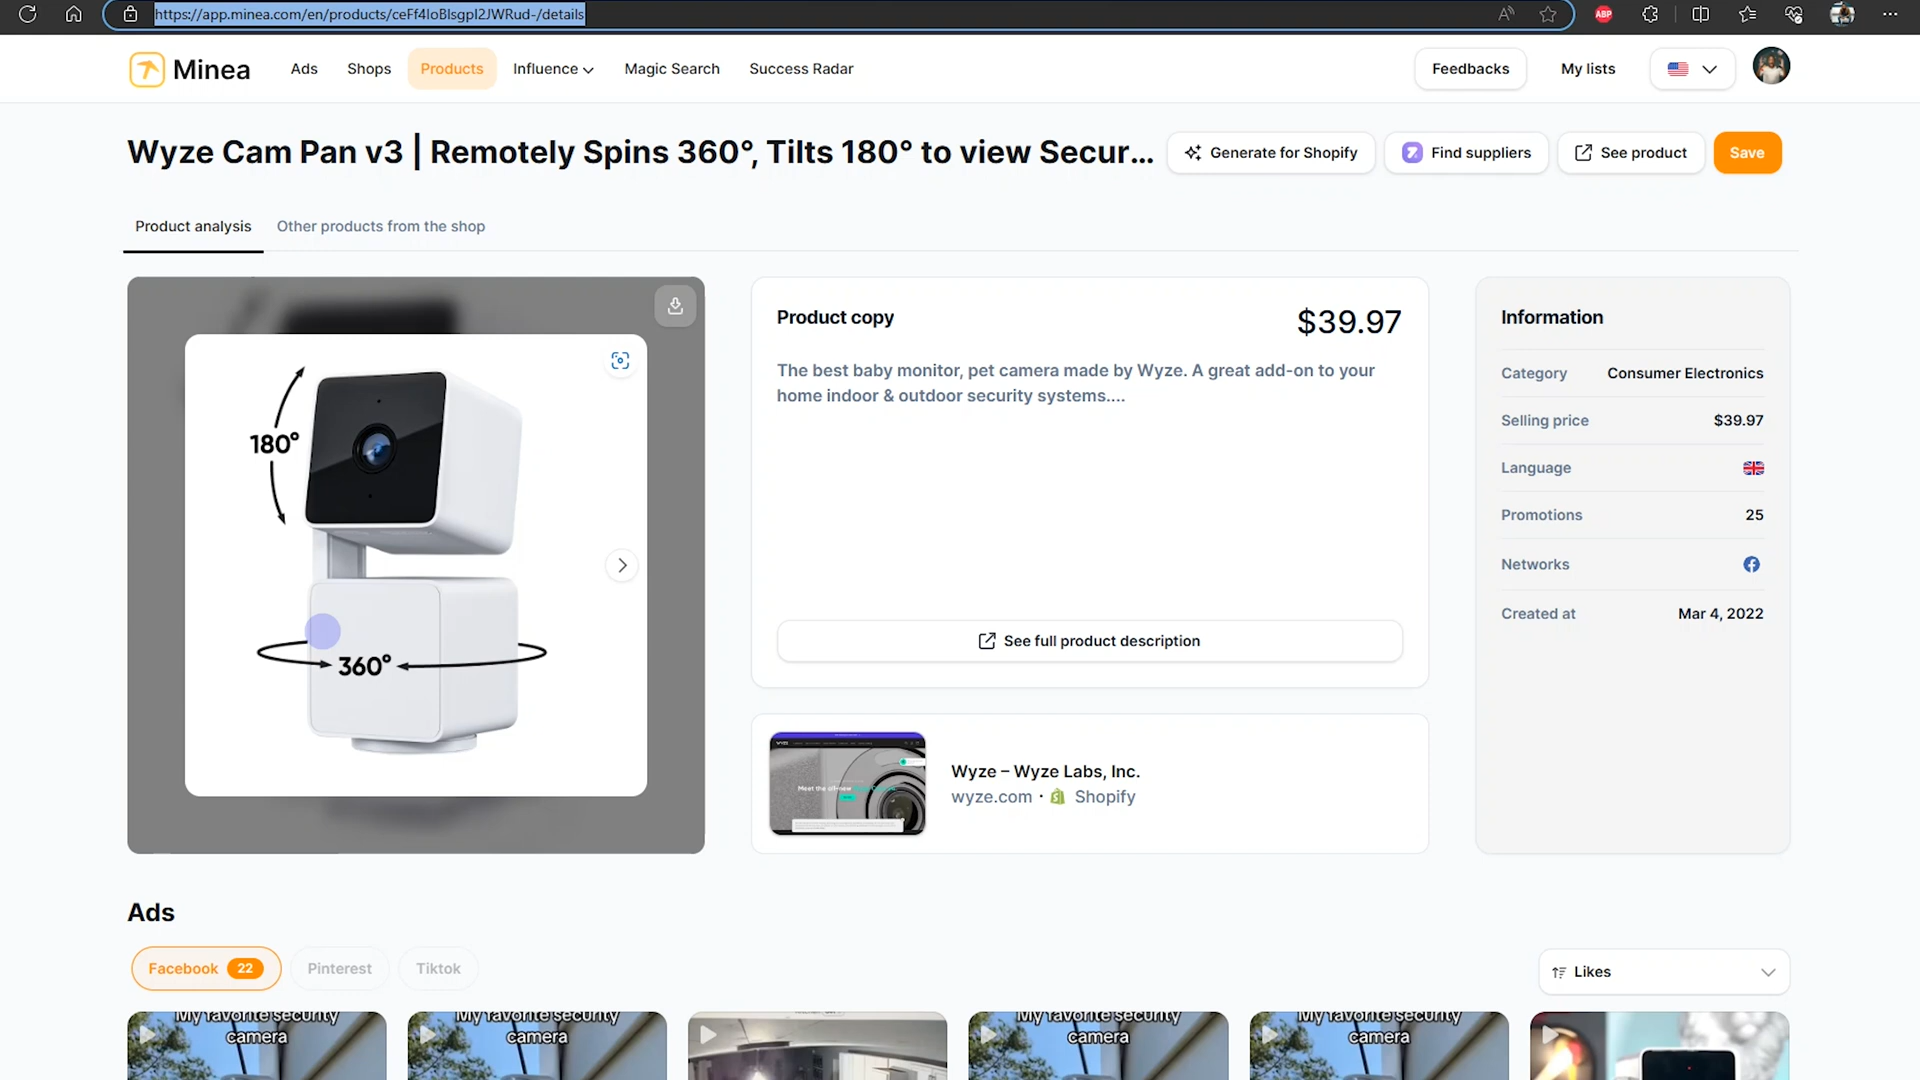 https://app.minea.com/en/products/ceFf4IoBlsgpI2JWRud-/details
ABP
Minea
Ads
Shops
Products
Influence
Magic Search
Success Radar
Feedbacks
My lists
Wyze Cam Pan v3 | Remotely Spins 360°, Tilts 180° to view Secur...
Generate for Shopify
Find suppliers
See product
Save
Product analysis
Other products from the shop
180°
360°
Product copy
$39.97
The best baby monitor, pet camera made by Wyze. A great add-on to your
home indoor & outdoor security systems....
See full product description
Wyze – Wyze Labs, Inc.
wyze.com · Shopify
Information
Category Consumer Electronics
Selling price $39.97
Language
Promotions 25
Networks
Created at Mar 4, 2022
Ads
Facebook 22
Pinterest
Tiktok
Likes
My favorite security
camera
My favorite security
camera
My favorite security
camera
My favorite security
camera